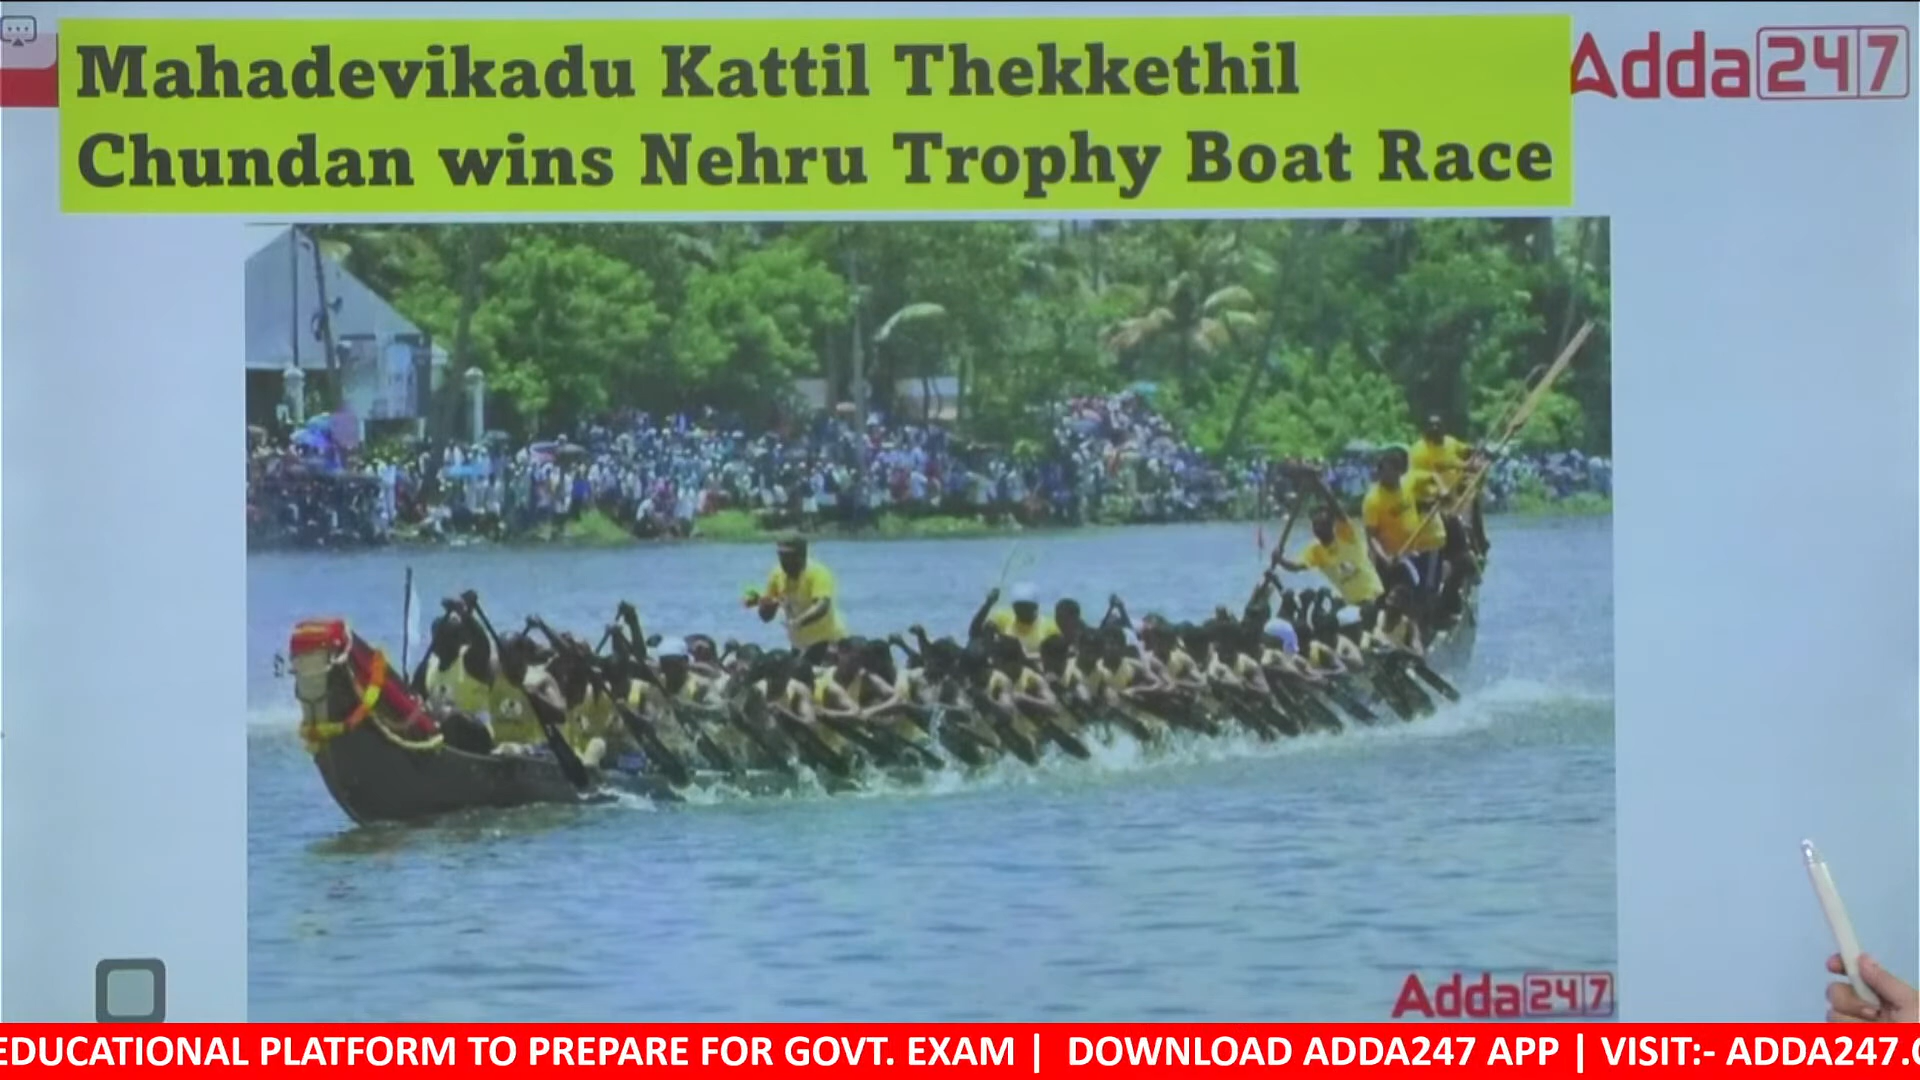 Mahadevikadu Kattil Thekkethil
Chundan wins Nehru Trophy Boat Race
Adda247
Adda247
EDUCATIONAL PLATFORM TO PREPARE FOR GOVT. EXAM | DOWNLOAD ADDA247 APP | VISIT:- ADDA247.